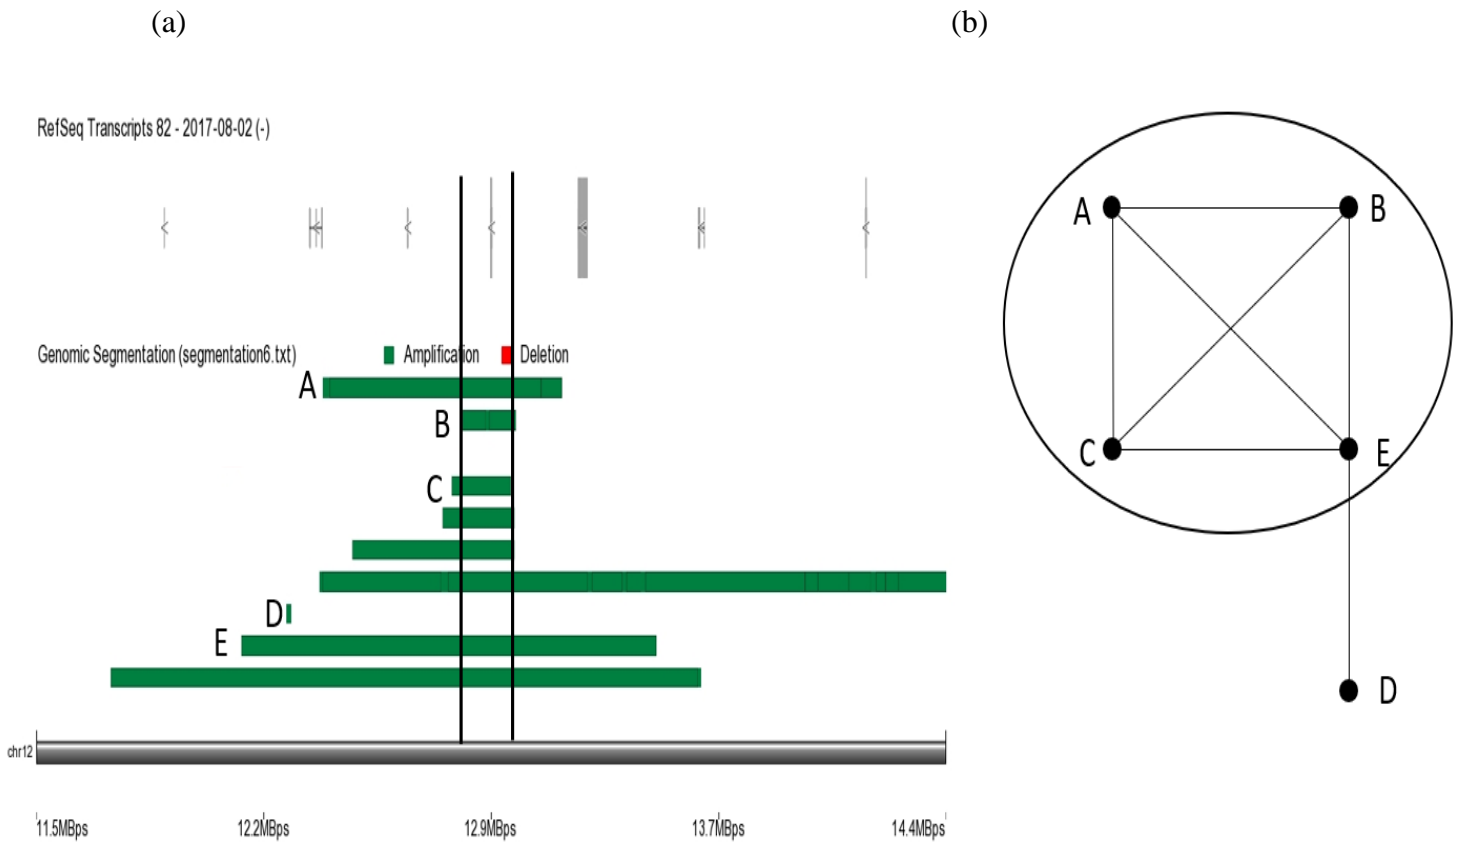 (a)
(b)
RefSeq Transcripts 82 - 2017-08-02 (-)
Genomic Segmentation (segmentation6.txt) Amplification Deletion
A
B
C
D
E
chr12
11.5MBps 12.2MBps 12.9MBps 13.7MBps 14.4MBps
A B
C E
D